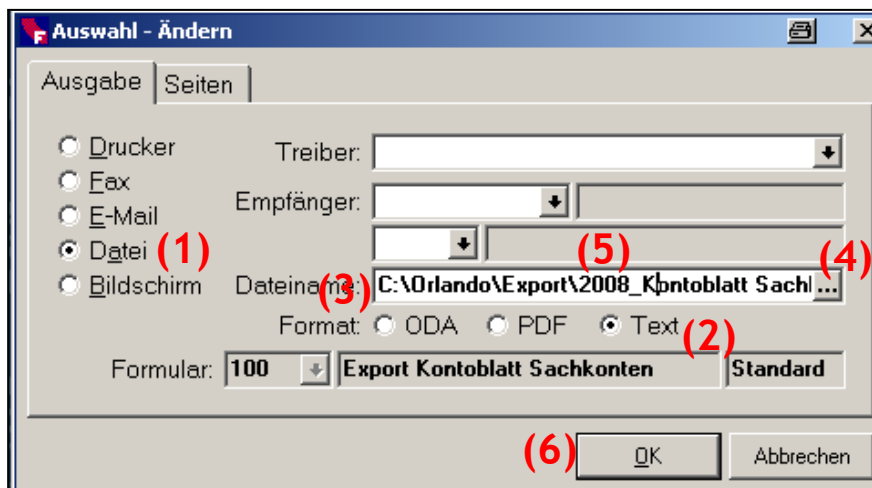 Auswahl - Ändern
Ausgabe Seiten
Drucker Treiber:
Fax
E-Mail Empfänger:
Datei (1) (5) (4)
Bildschirm (3) Dateiname: C:\Orlando\Export\2008_Kontoblatt Sachl ...
Format: ODA PDF Text (2)
Formular: 100 Export Kontoblatt Sachkonten Standard
(6) OK Abbrechen